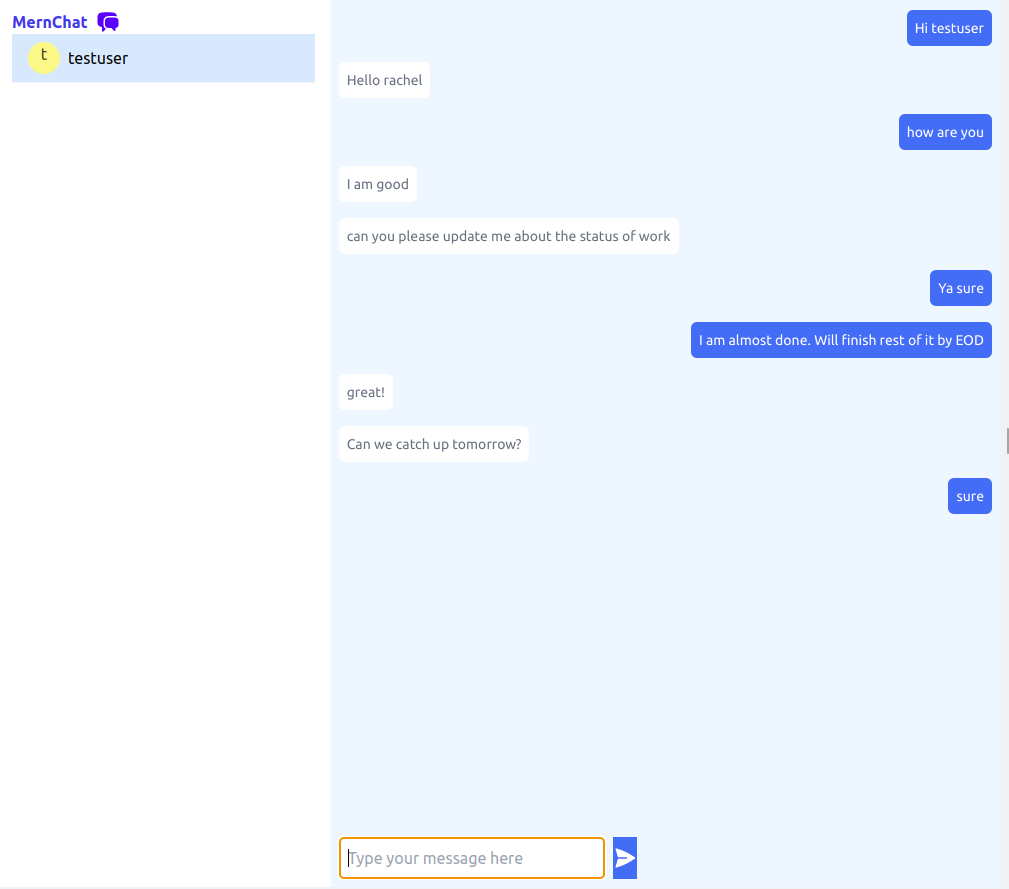 MernChat
t
testuser
Hi testuser
Hello rachel
how are you
I am good
can you please update me about the status of work
Ya sure
I am almost done. Will finish rest of it by EOD
great!
Can we catch up tomorrow?
sure
Type your message here